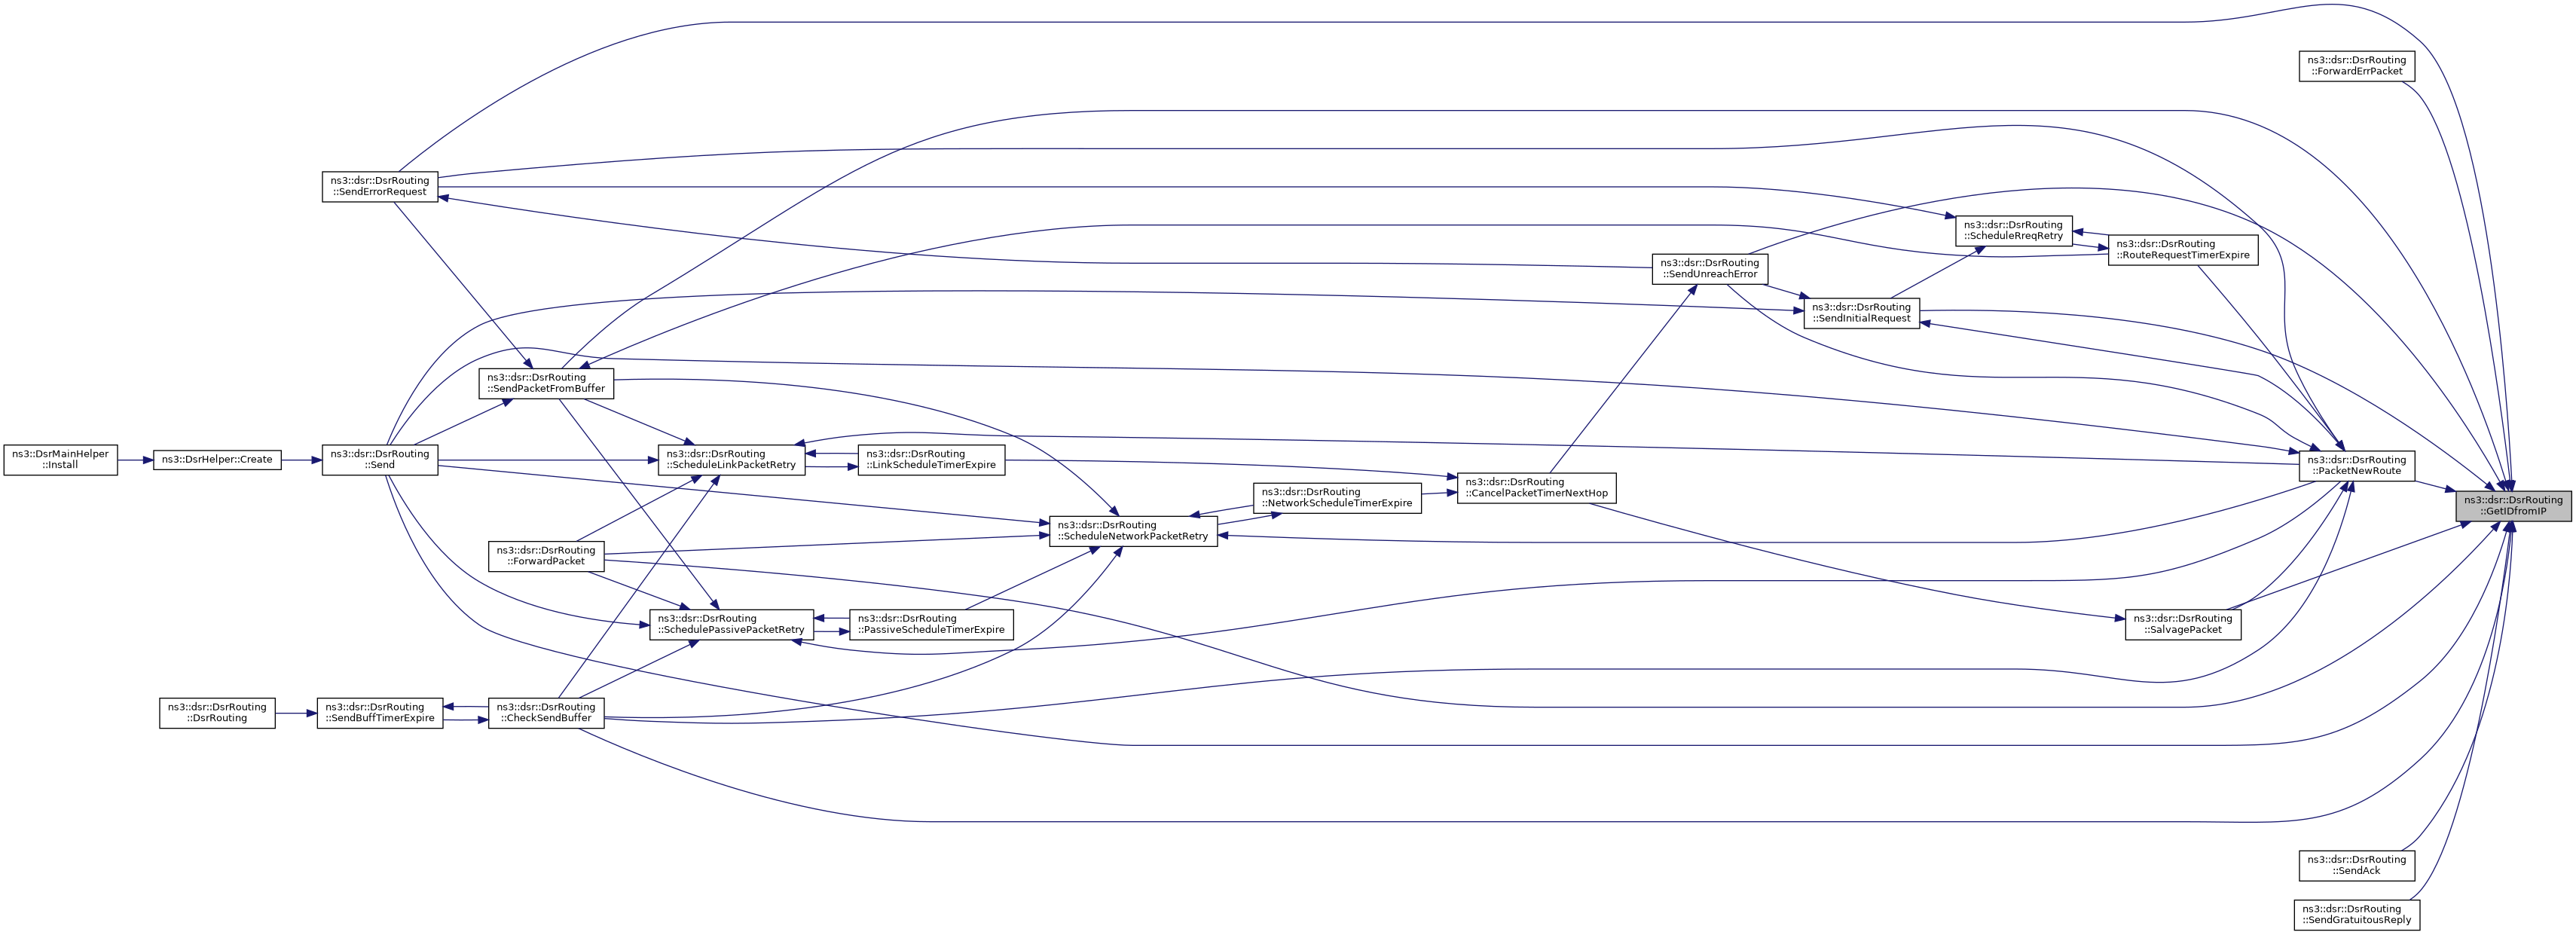 ns3::dsr::DsrRouting
::ForwardErrPacket
ns3::dsr::DsrRouting
::SendErrorRequest
ns3::dsr::DsrRouting
::ScheduleRreqRetry
ns3::dsr::DsrRouting
::RouteRequestTimerExpire
ns3::dsr::DsrRouting
::SendUnreachError
ns3::dsr::DsrRouting
::SendInitialRequest
ns3::dsr::DsrRouting
::SendPacketFromBuffer
ns3::DsrMainHelper
::Install
ns3::DsrHelper::Create
ns3::dsr::DsrRouting
::Send
ns3::dsr::DsrRouting
::ScheduleLinkPacketRetry
ns3::dsr::DsrRouting
::LinkScheduleTimerExpire
ns3::dsr::DsrRouting
::PacketNewRoute
ns3::dsr::DsrRouting
::CancelPacketTimerNextHop
ns3::dsr::DsrRouting
::NetworkScheduleTimerExpire
ns3::dsr::DsrRouting
::GetIDfromIP
ns3::dsr::DsrRouting
::ScheduleNetworkPacketRetry
ns3::dsr::DsrRouting
::ForwardPacket
ns3::dsr::DsrRouting
::SchedulePassivePacketRetry
ns3::dsr::DsrRouting
::PassiveScheduleTimerExpire
ns3::dsr::DsrRouting
::SalvagePacket
ns3::dsr::DsrRouting
::DsrRouting
ns3::dsr::DsrRouting
::SendBuffTimerExpire
ns3::dsr::DsrRouting
::CheckSendBuffer
ns3::dsr::DsrRouting
::SendAck
ns3::dsr::DsrRouting
::SendGratuitousReply